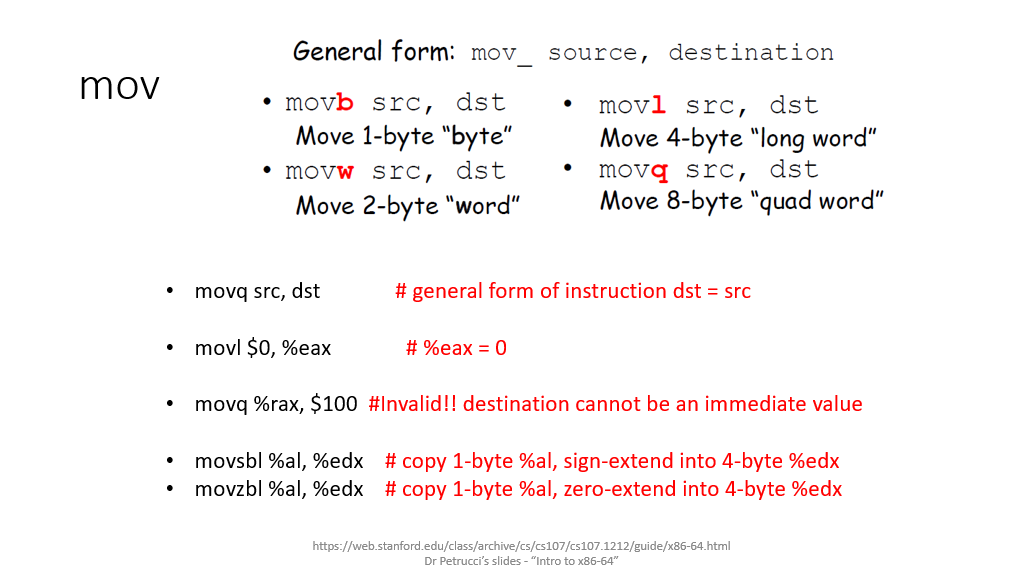 General form: mov_ source, destination
mov
• movb src, dst
Move 1-byte “byte”
• movw src, dst
Move 2-byte “word”
• movl src, dst
Move 4-byte “long word”
• movq src, dst
Move 8-byte “quad word”
• movq src, dst # general form of instruction dst = src
• movl $0, %eax # %eax = 0
• movq %rax, $100 #Invalid!! destination cannot be an immediate value
• movsbl %al, %edx # copy 1-byte %al, sign-extend into 4-byte %edx
• movzbl %al, %edx # copy 1-byte %al, zero-extend into 4-byte %edx
https://web.stanford.edu/class/archive/cs/cs107/cs107.1212/guide/x86-64.html
Dr Petrucci’s slides - “Intro to x86-64”